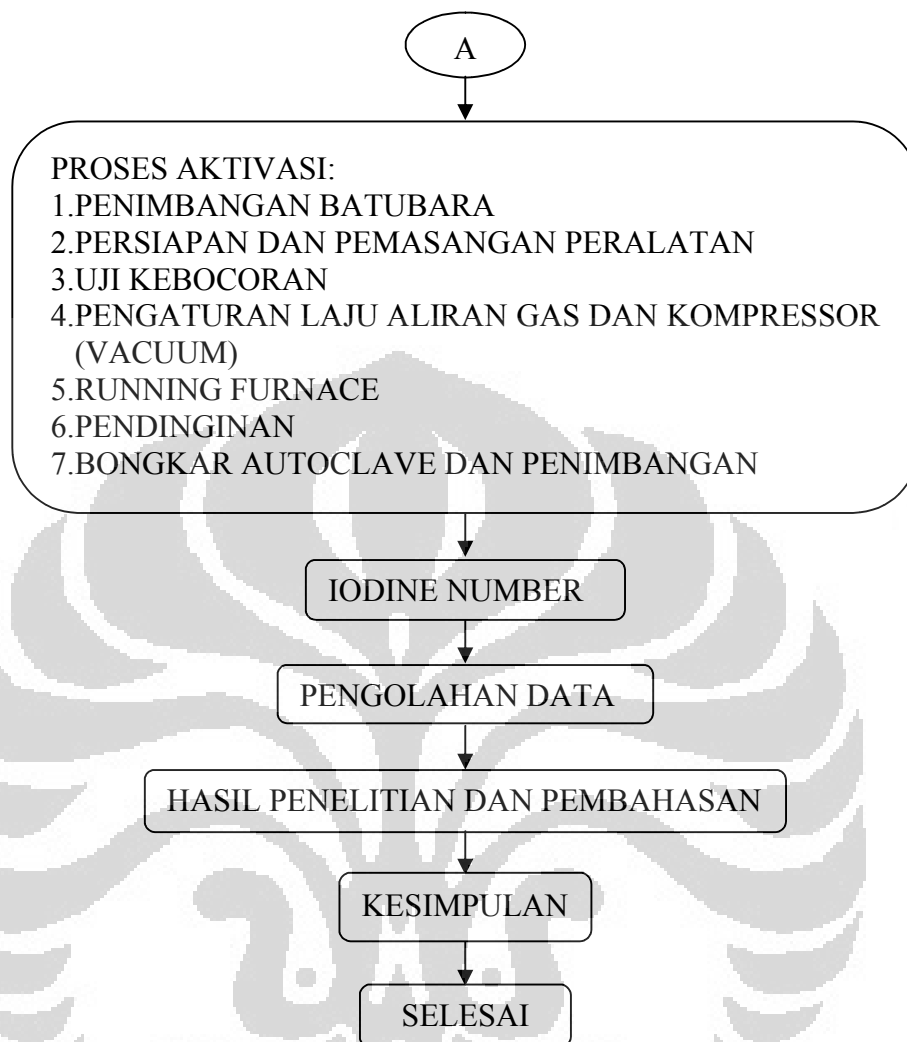 A
PROSES AKTIVASI:
1.PENIMBANGAN BATUBARA
2.PERSIAPAN DAN PEMASANGAN PERALATAN
3.UJI KEBOCORAN
4.PENGATURAN LAJU ALIRAN GAS DAN KOMPRESSOR
(VACUUM)
5.RUNNING FURNACE
6.PENDINGINAN
7.BONGKAR AUTOCLAVE DAN PENIMBANGAN
IODINE NUMBER
PENGOLAHAN DATA
HASIL PENELITIAN DAN PEMBAHASAN
KESIMPULAN
SELESAI